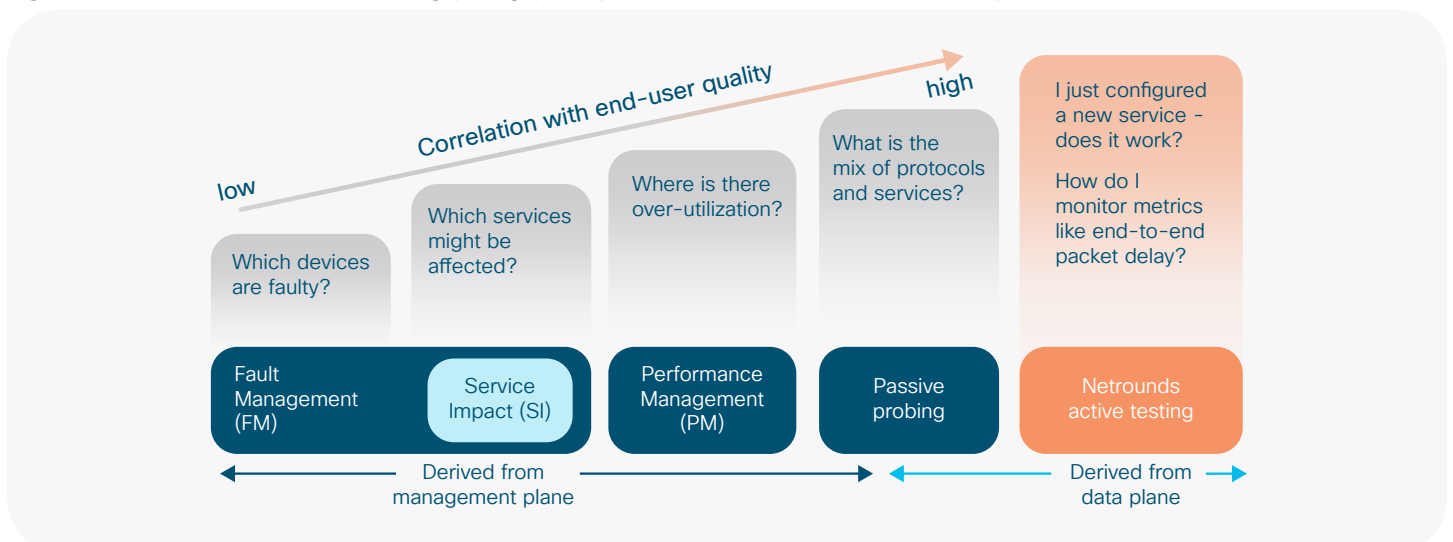 Correlation with end-user quality
low
high
Which devices
are faulty?
Which services
might be
affected?
Where is there
over-utilization?
What is the
mix of protocols
and services?
I just configured
a new service -
does it work?
How do I
monitor metrics
like end-to-end
packet delay?
Fault
Management
(FM)
Service
Impact (SI)
Performance
Management
(PM)
Passive
probing
Netrounds
active testing
Derived from
management plane
Derived from
data plane